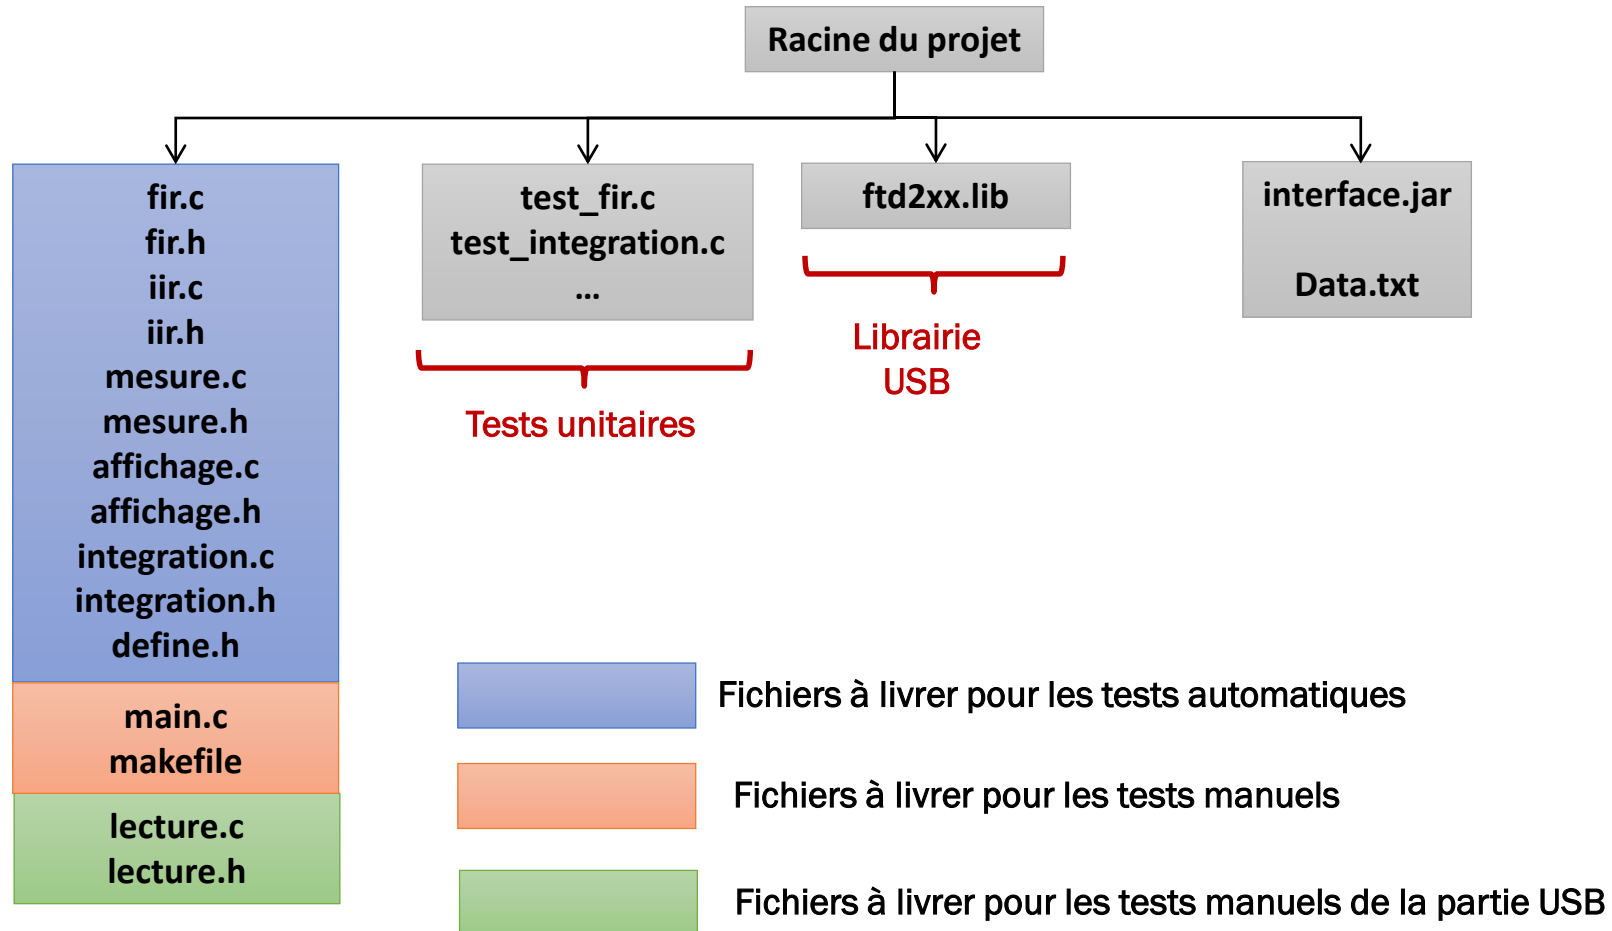 Racine du projet
fir.c
fir.h
iir.c
iir.h
mesure.c
mesure.h
affichage.c
affichage.h
integration.c
integration.h
define.h
main.c
makefile
lecture.c
lecture.h
test_fir.c
test_integration.c
...
Tests unitaires
ftd2xx.lib
Librairie
USB
interface.jar
Data.txt
Fichiers à livrer pour les tests automatiques
Fichiers à livrer pour les tests manuels
Fichiers à livrer pour les tests manuels de la partie USB